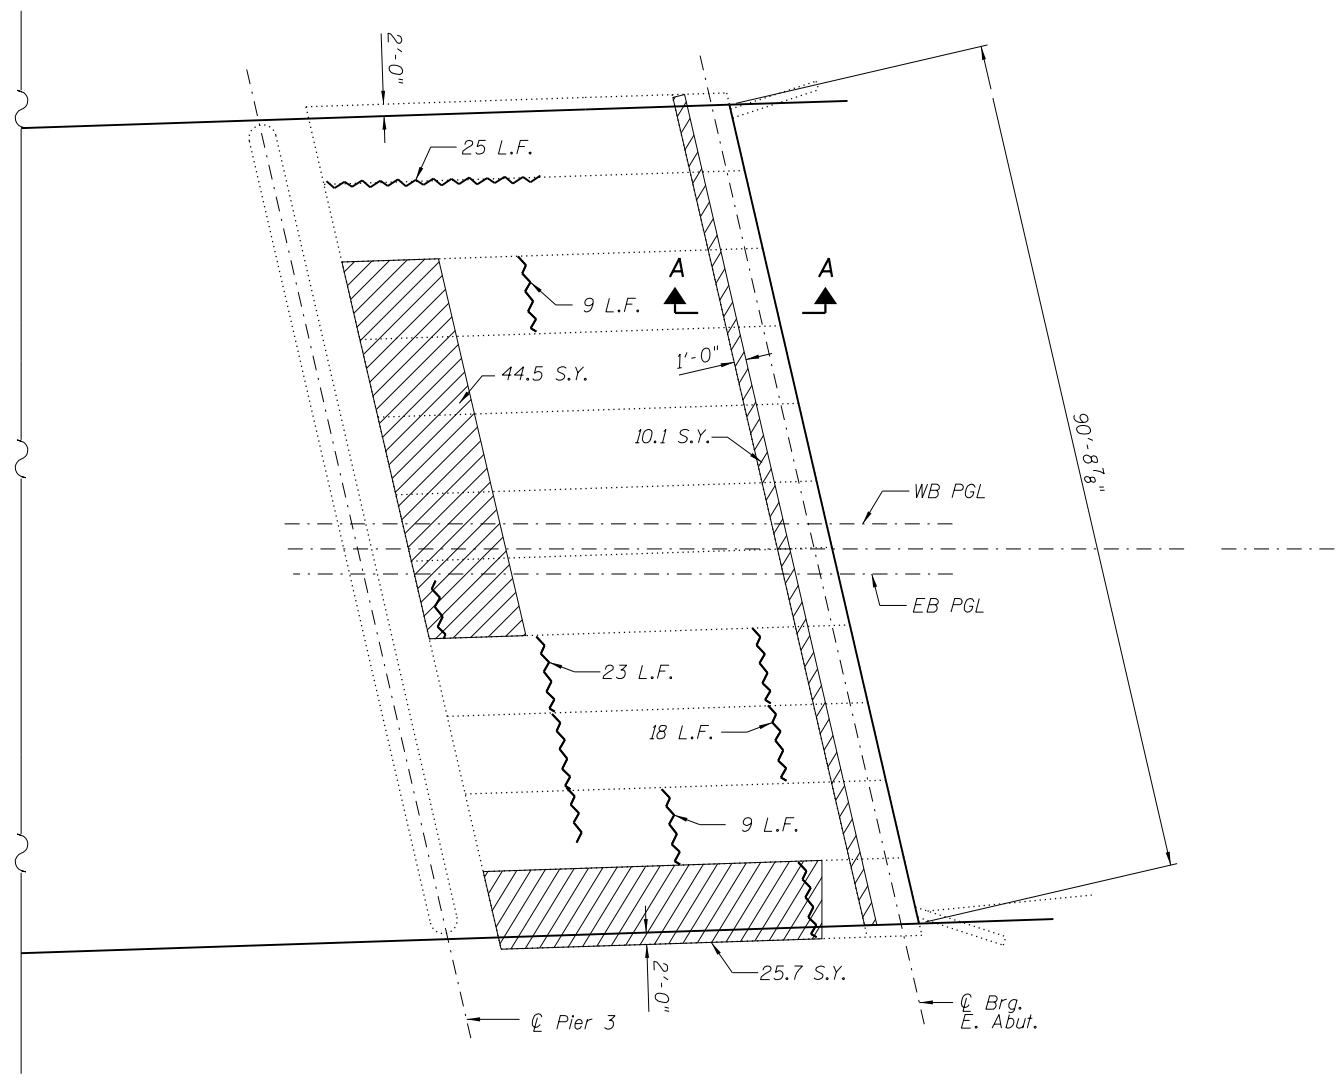 2'-0"
25 L.F.
A A
9 L.F.
1'-0"
44.5 S.Y.
10.1 S.Y.
90'-8 7/8"
WB PGL
EB PGL
23 L.F.
18 L.F.
9 L.F.
25.7 S.Y.
2'-0"
℄ Pier 3
℄ Brg.
E. Abut.